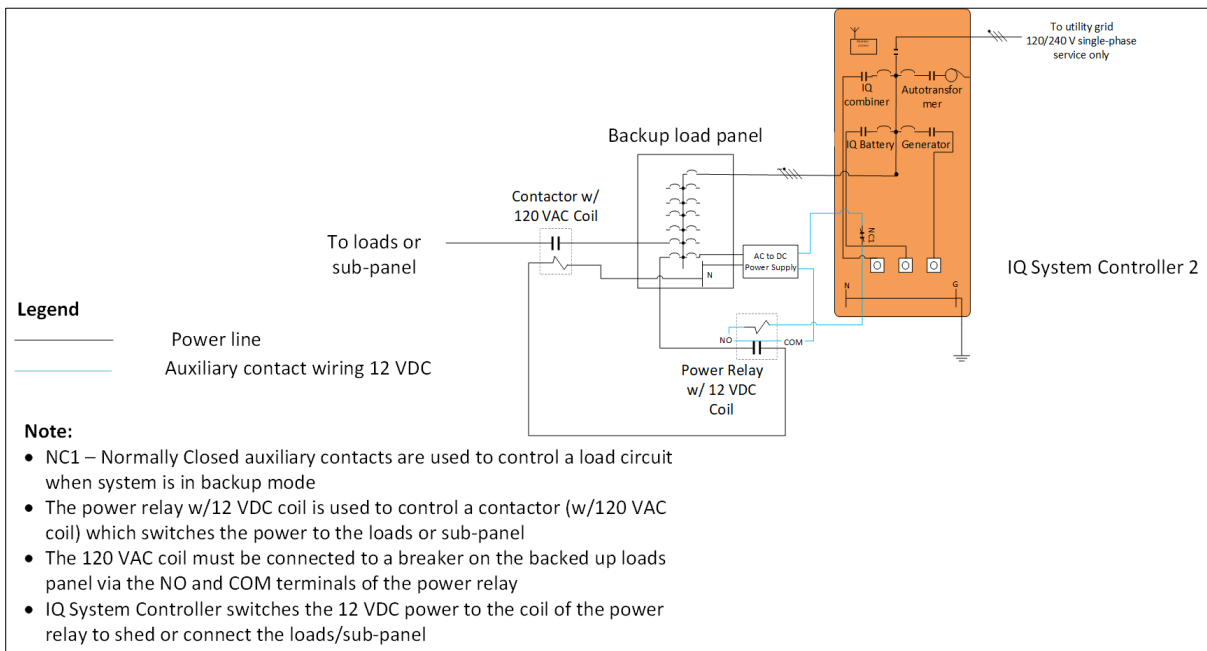 To utility grid
120/240 V single-phase
service only
IQ
combiner
Autotransfor
mer
IQ Battery
Generator
Backup load panel
Contactor w/
120 VAC Coil
NC1
To loads or
sub-panel
AC to DC
Power Supply
N
IQ System Controller 2
N
G
Legend
Power line
NO
COM
Auxiliary contact wiring 12 VDC
Power Relay
w/ 12 VDC
Coil
Note:
• NC1 – Normally Closed auxiliary contacts are used to control a load circuit
when system is in backup mode
• The power relay w/12 VDC coil is used to control a contactor (w/120 VAC
coil) which switches the power to the loads or sub-panel
• The 120 VAC coil must be connected to a breaker on the backed up loads
panel via the NO and COM terminals of the power relay
• IQ System Controller switches the 12 VDC power to the coil of the power
relay to shed or connect the loads/sub-panel